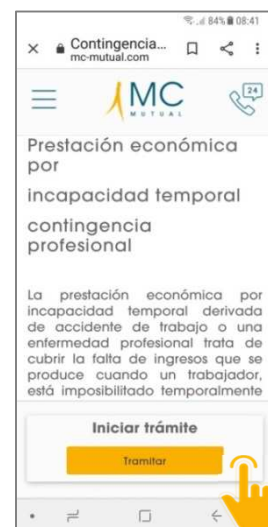 84% 08:41
Contingencia...
mc-mutual.com
MC
MUTUAL
24
Prestación económica
por
incapacidad temporal
contingencia
profesional
La prestación económica por
incapacidad temporal derivada
de accidente de trabajo o una
enfermedad profesional trata de
cubrir la falta de ingresos que se
produce cuando un trabajador,
está imposibilitado temporalmente
Iniciar trámite
Tramitar